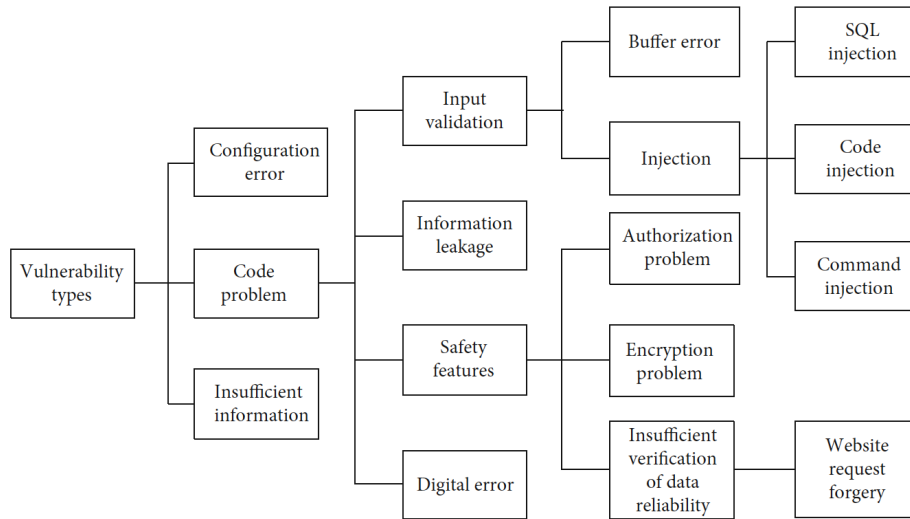 Vulnerability
types
Configuration
error
Code
problem
Insufficient
information
Input
validation
Information
leakage
Safety
features
Digital error
Buffer error
Injection
Authorization
problem
Encryption
problem
Insufficient
verification
of data
reliability
SQL
injection
Code
injection
Command
injection
Website
request
forgery